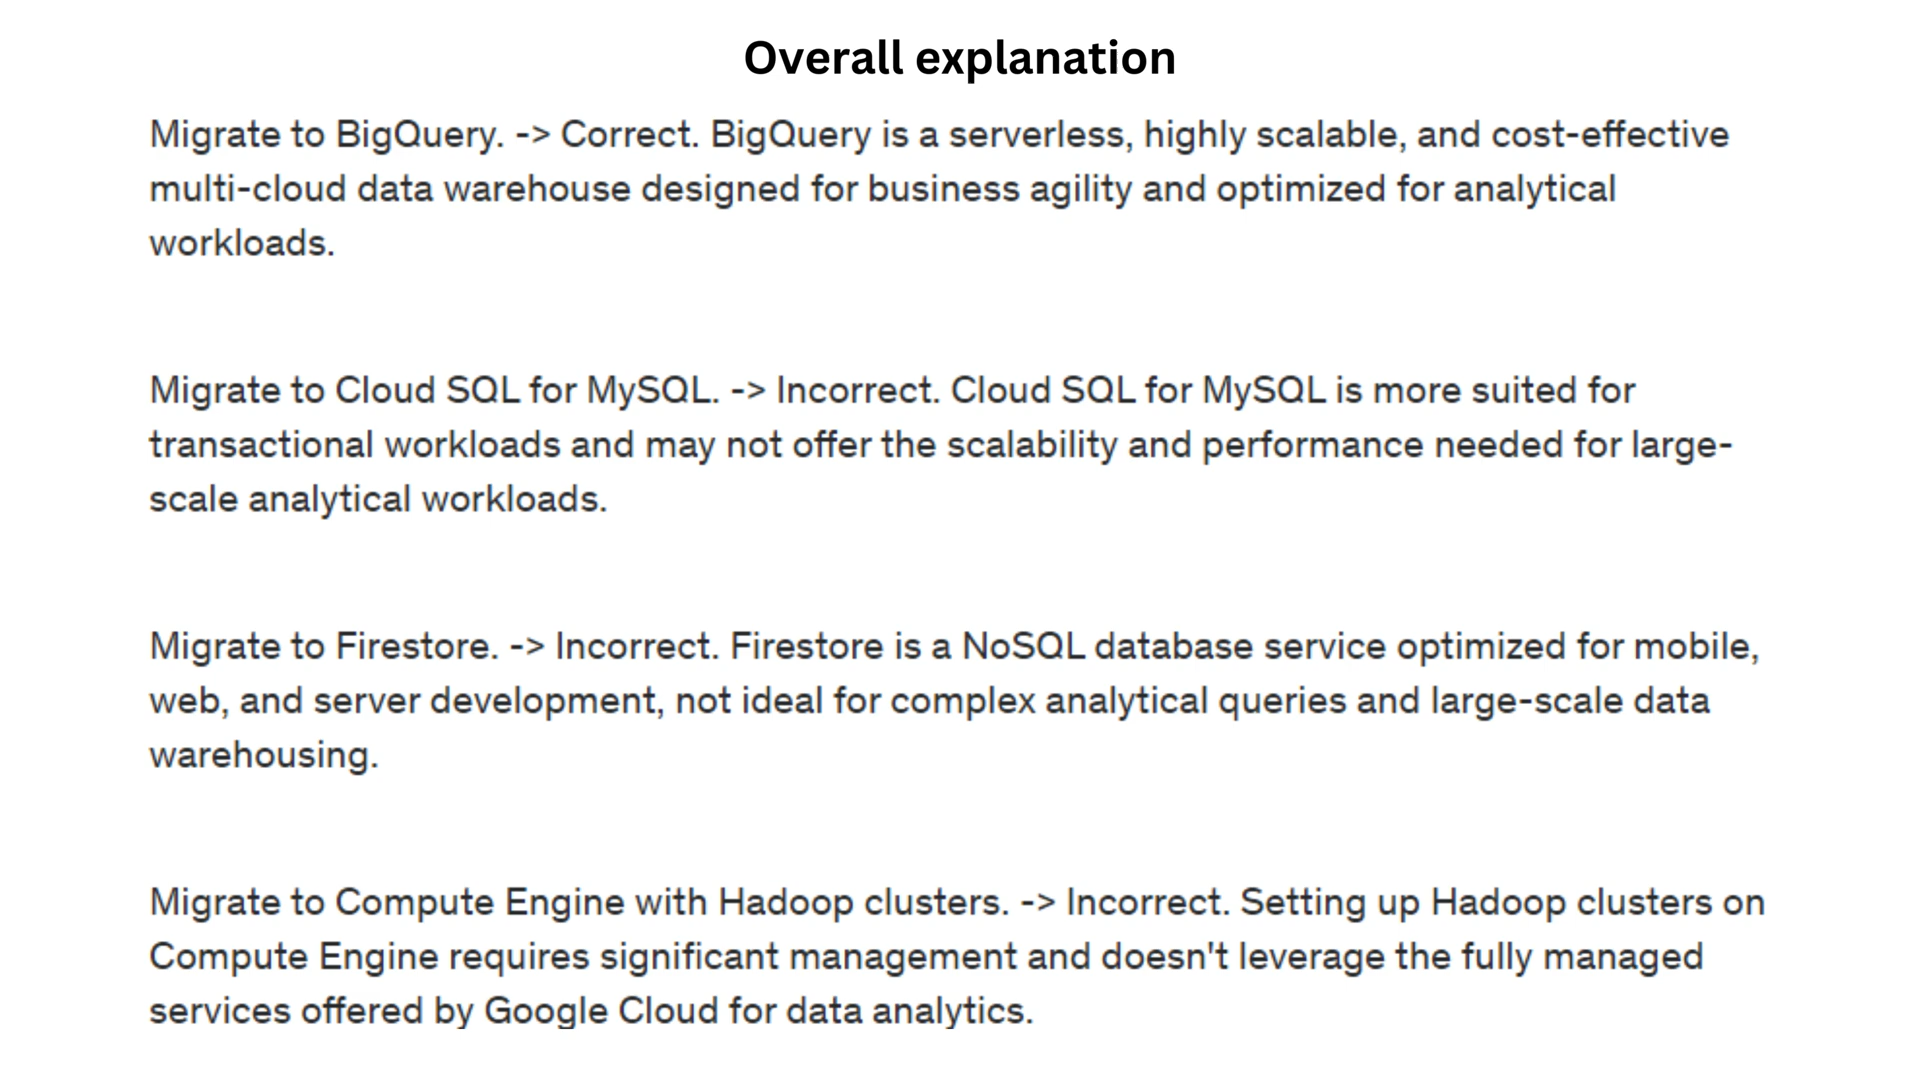 Overall explanation
Migrate to BigQuery. -> Correct. BigQuery is a serverless, highly scalable, and cost-effective
multi-cloud data warehouse designed for business agility and optimized for analytical
workloads.
Migrate to Cloud SQL for MySQL. -> Incorrect. Cloud SQL for MySQL is more suited for
transactional workloads and may not offer the scalability and performance needed for large-
scale analytical workloads.
Migrate to Firestore. -> Incorrect. Firestore is a NoSQL database service optimized for mobile,
web, and server development, not ideal for complex analytical queries and large-scale data
warehousing.
Migrate to Compute Engine with Hadoop clusters. -> Incorrect. Setting up Hadoop clusters on
Compute Engine requires significant management and doesn't leverage the fully managed
services offered by Google Cloud for data analytics.